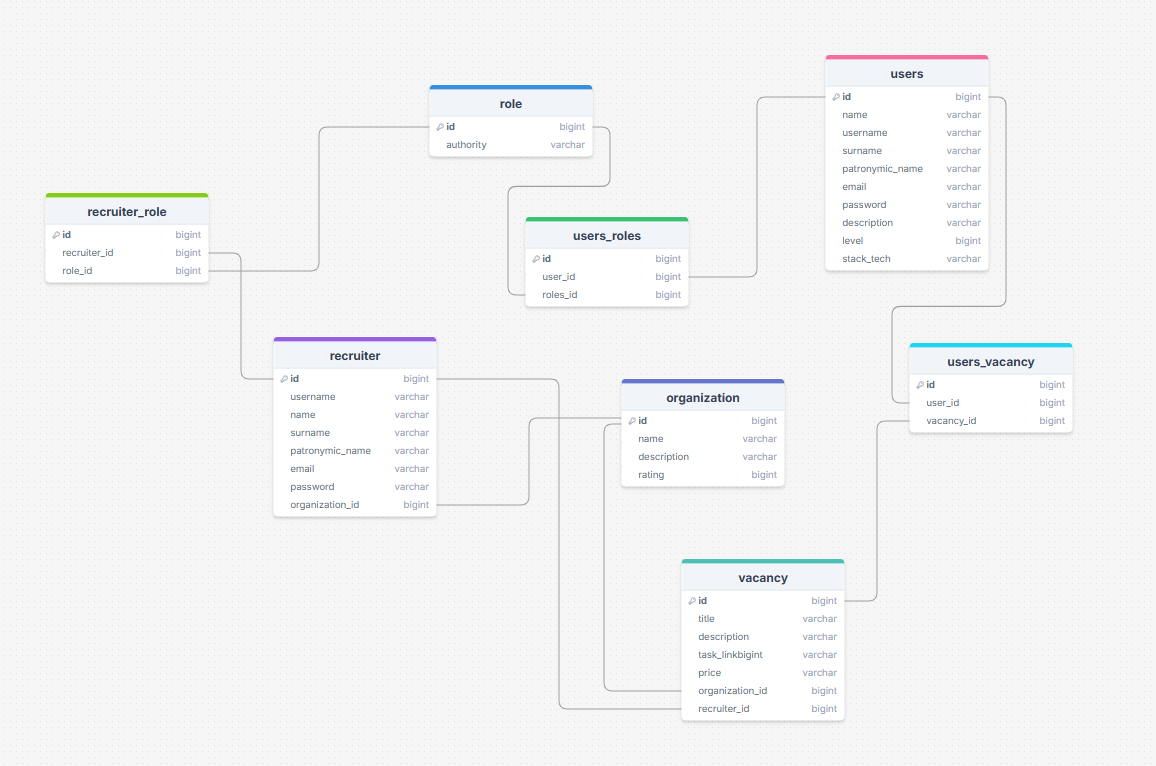 users
id bigint
name varchar
username varchar
surname varchar
patronymic_name varchar
email varchar
password varchar
description varchar
level bigint
stack_tech varchar
role
id bigint
authority varchar
recruiter_role
id bigint
recruiter_id bigint
role_id bigint
users_roles
id bigint
user_id bigint
roles_id bigint
recruiter
id bigint
username varchar
name varchar
surname varchar
patronymic_name varchar
email varchar
password varchar
organization_id bigint
organization
id bigint
name varchar
description varchar
rating bigint
users_vacancy
id bigint
user_id bigint
vacancy_id bigint
vacancy
id bigint
title varchar
description varchar
task_linkbigint varchar
price varchar
organization_id bigint
recruiter_id bigint